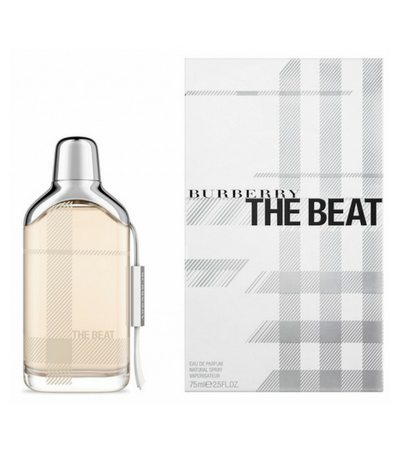 BURBERRY
THE BEAT
THE BEAT
EAU DE PARFUM
NATURAL SPRAY
VAPORISATEUR
75ml℮2.5FL.OZ.